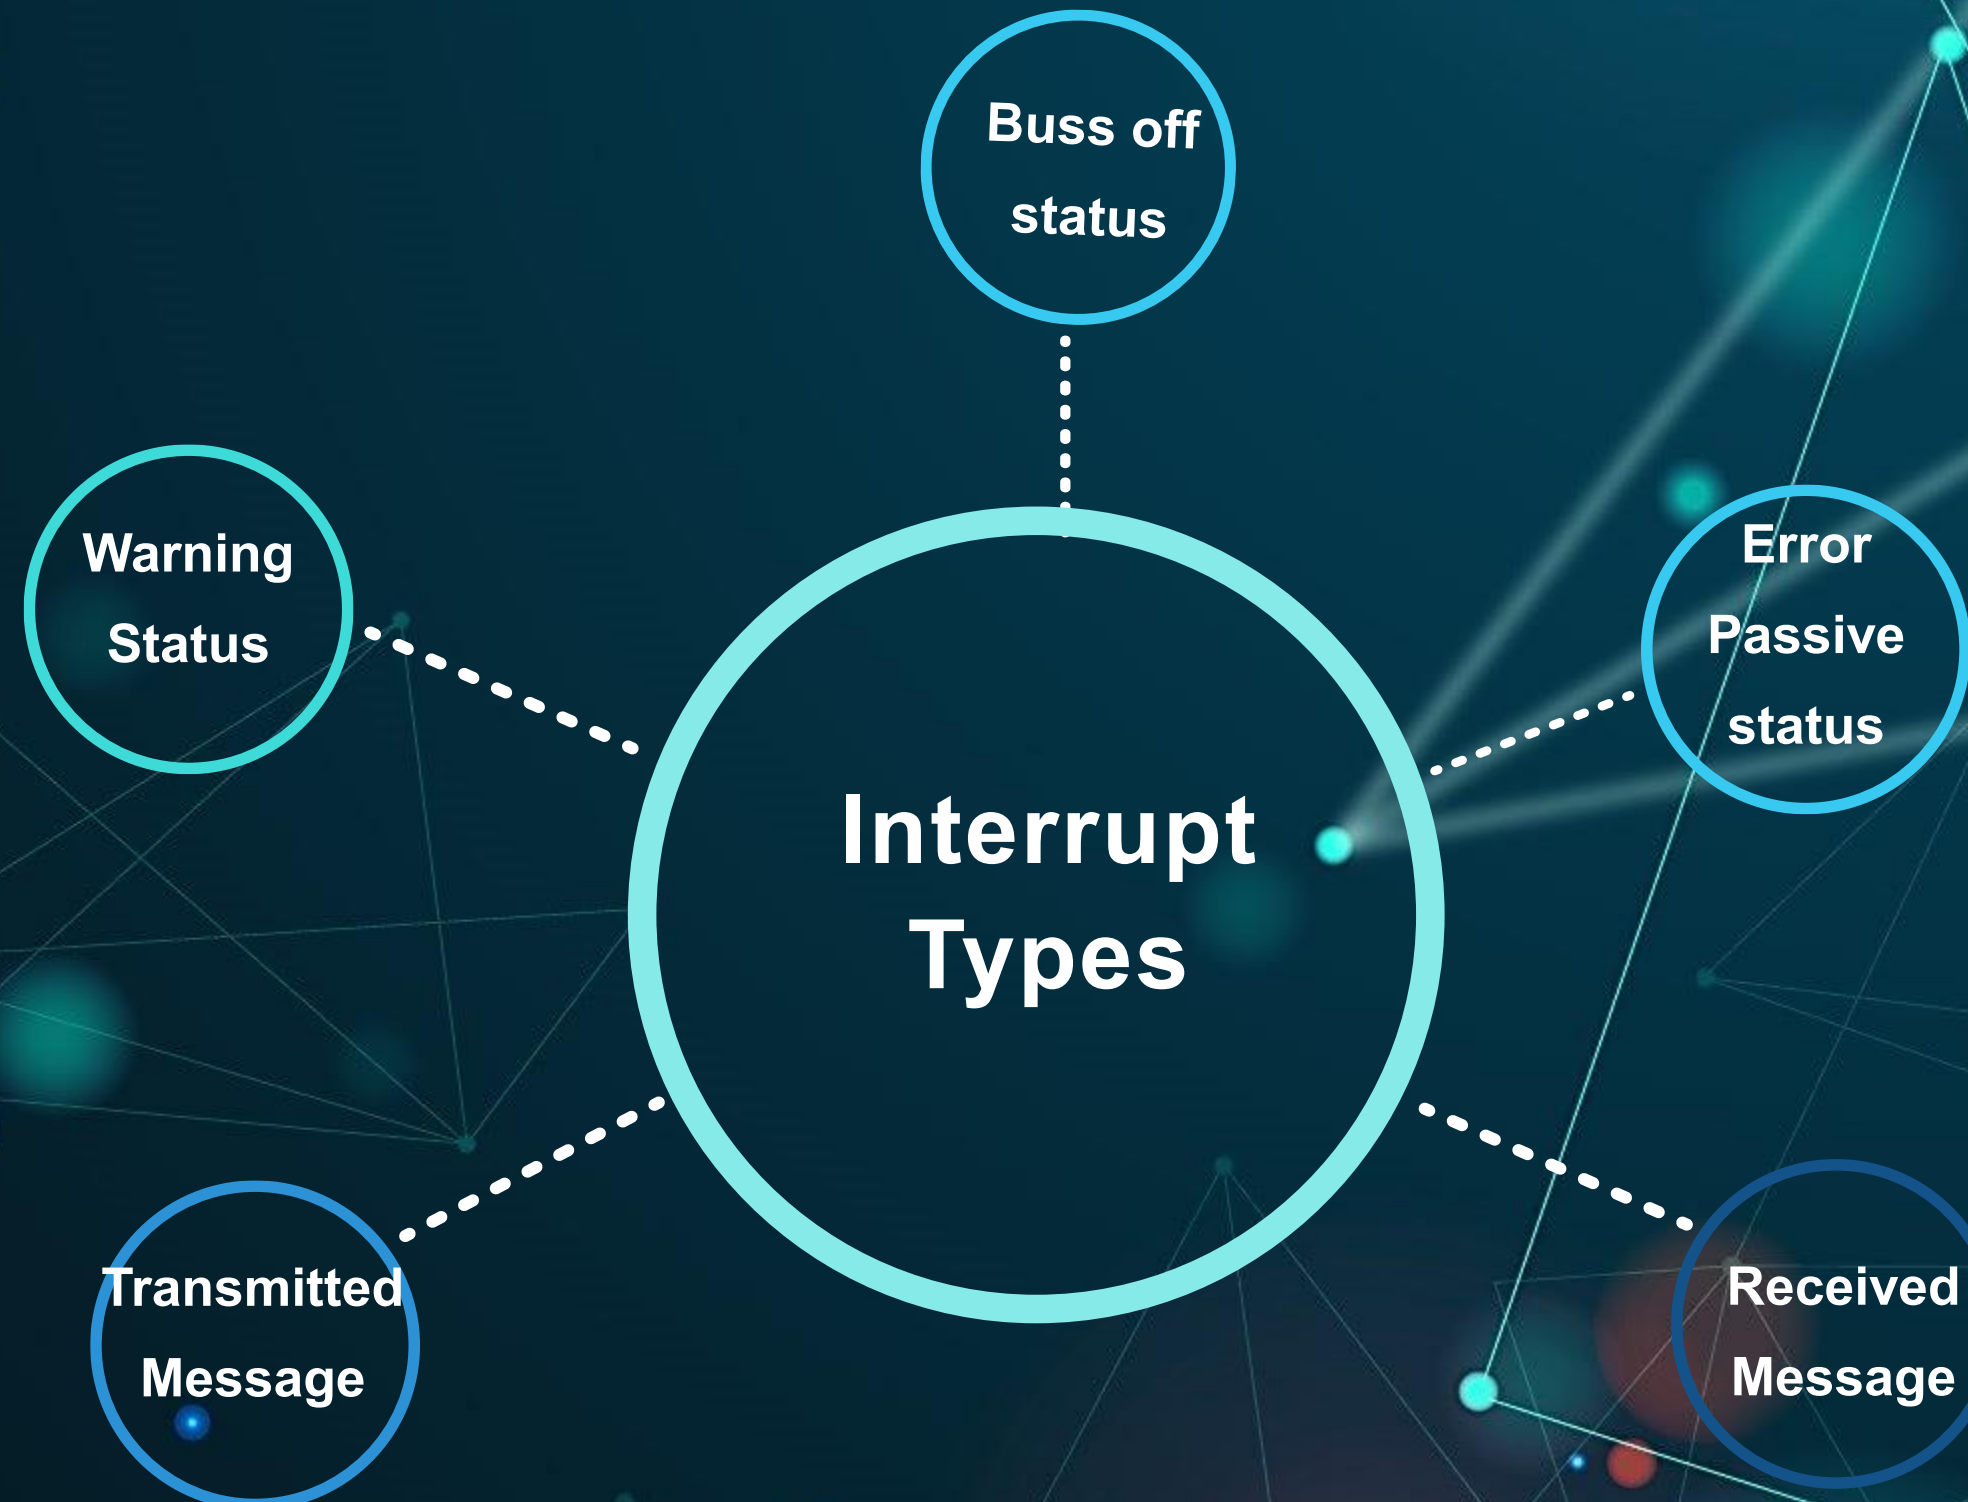 Buss off
status
Warning
Status
Error
Passive
status
Interrupt
Types
Transmitted
Message
Received
Message